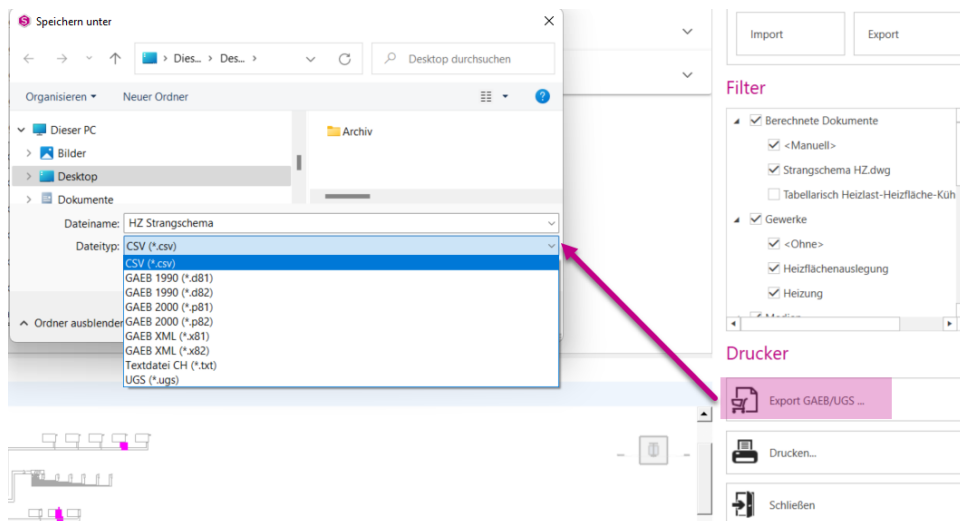 Speichern unter
Dies... > Des... >
Desktop durchsuchen
Organisieren
Neuer Ordner
Dieser PC
Bilder
Desktop
Dokumente
Archiv
Dateiname: HZ Strangschema
Dateityp: CSV (*.csv)
CSV (*.csv)
GAEB 1990 (*.d81)
GAEB 1990 (*.d82)
GAEB 2000 (*.p81)
GAEB 2000 (*.p82)
GAEB XML (*.x81)
GAEB XML (*.x82)
Textdatei CH (*.txt)
UGS (*.ugs)
Ordner ausblenden
Import
Export
Filter
Berechnete Dokumente
<Manuell>
Strangschema HZ.dwg
Tabellarisch Heizlast-Heizfläche-Küh
Gewerke
<Ohne>
Heizflächenauslegung
Heizung
Medien
Drucker
Export GAEB/UGS ...
Drucken...
Schließen